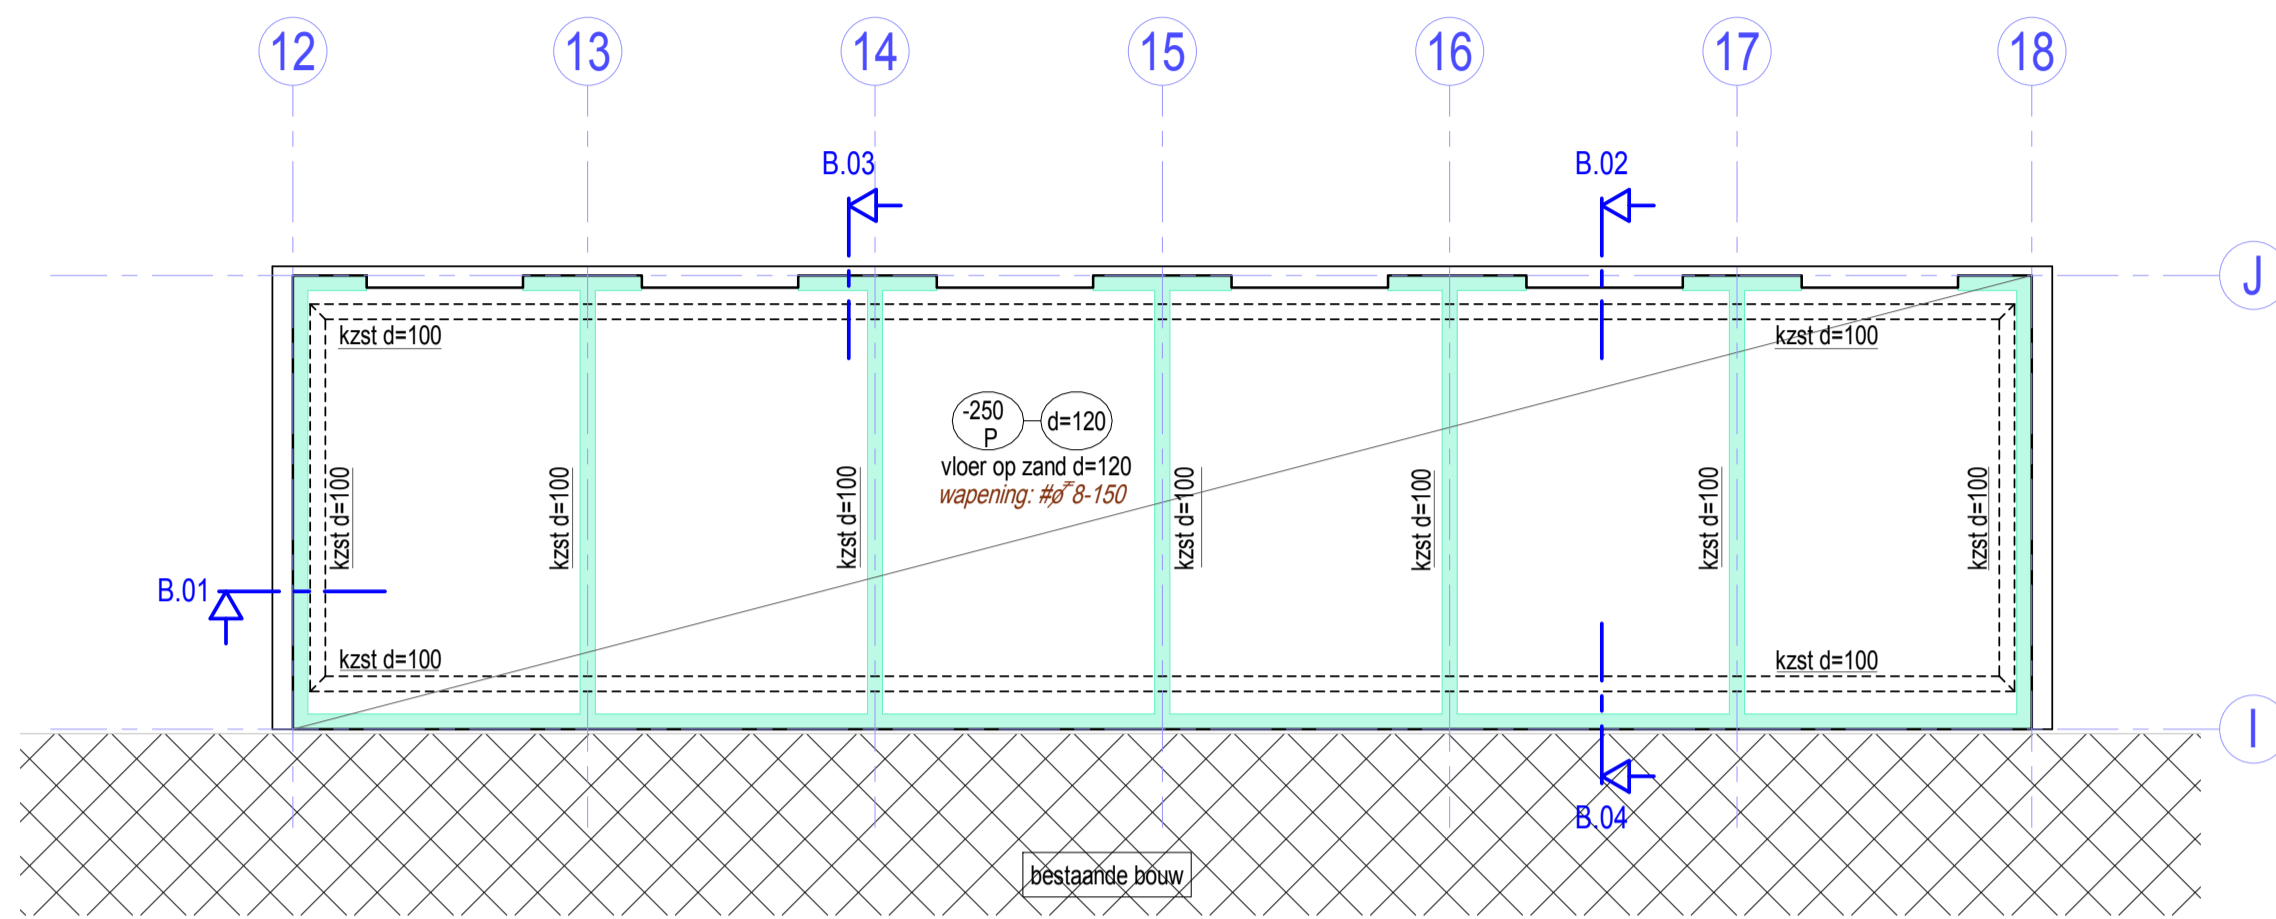 12 13 14 15 16 17 18
B.03 B.02
J
kzst d=100 kzst d=100
-250 d=120
P
vloer op zand d=120
wapening: #ø 8-150
kzst d=100 kzst d=100 kzst d=100 kzst d=100 kzst d=100 kzst d=100 kzst d=100
B.01
kzst d=100 kzst d=100
I
B.04
bestaande bouw